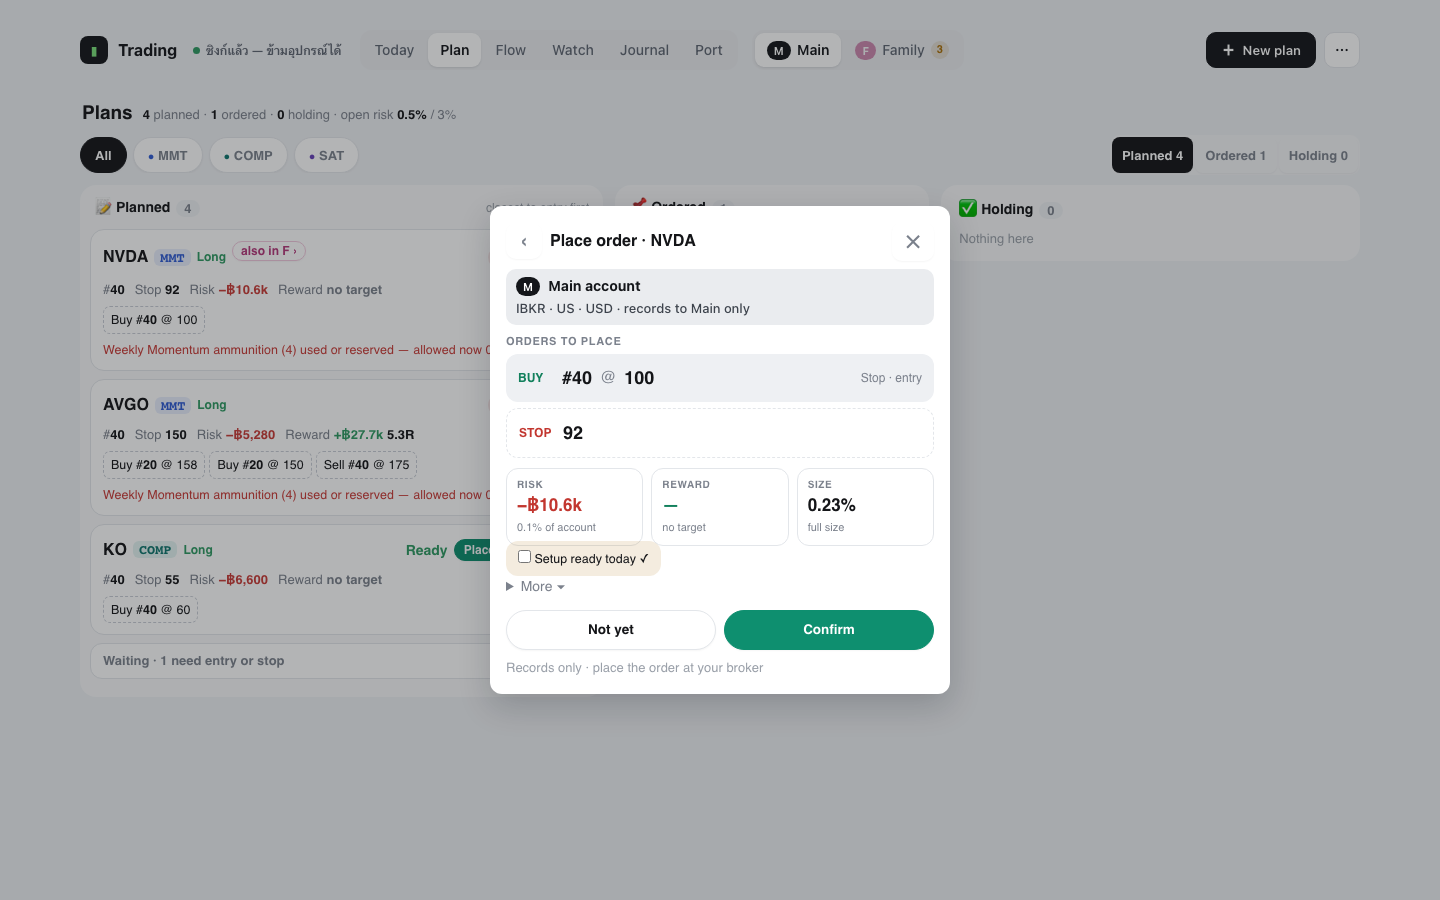 Trading
ซิงก์แล้ว — ข้ามอุปกรณ์ได้
Today Plan Flow Watch Journal Port
M Main F Family 3
+ New plan ...
Plans 4 planned · 1 ordered · 0 holding · open risk 0.5% / 3%
All • MMT • COMP • SAT
Planned 4 Ordered 1 Holding 0
Planned 4
Holding 0
Nothing here
NVDA MMT Long also in F ›
#40 Stop 92 Risk –฿10.6k Reward no target
Buy #40 @ 100
Weekly Momentum ammunition (4) used or reserved — allowed now
AVGO MMT Long
#40 Stop 150 Risk –฿5,280 Reward +฿27.7k 5.3R
Buy #20 @ 158 Buy #20 @ 150 Sell #40 @ 175
Weekly Momentum ammunition (4) used or reserved — allowed now
KO COMP Long Ready
#40 Stop 55 Risk –฿6,600 Reward no target
Buy #40 @ 60
Waiting · 1 need entry or stop
‹ Place order · NVDA ×
M Main account
IBKR · US · USD · records to Main only
ORDERS TO PLACE
BUY #40 @ 100 Stop · entry
STOP 92
RISK
–฿10.6k
0.1% of account
REWARD
—
no target
SIZE
0.23%
full size
Setup ready today ✓
More
Not yet Confirm
Records only · place the order at your broker